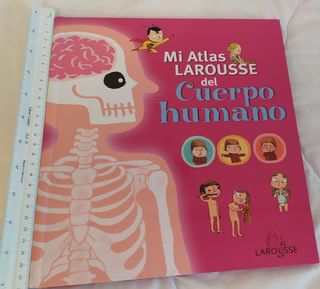 Mi Atlas
LAROUSSE
del
Cuerpo
humano
LAROUSSE